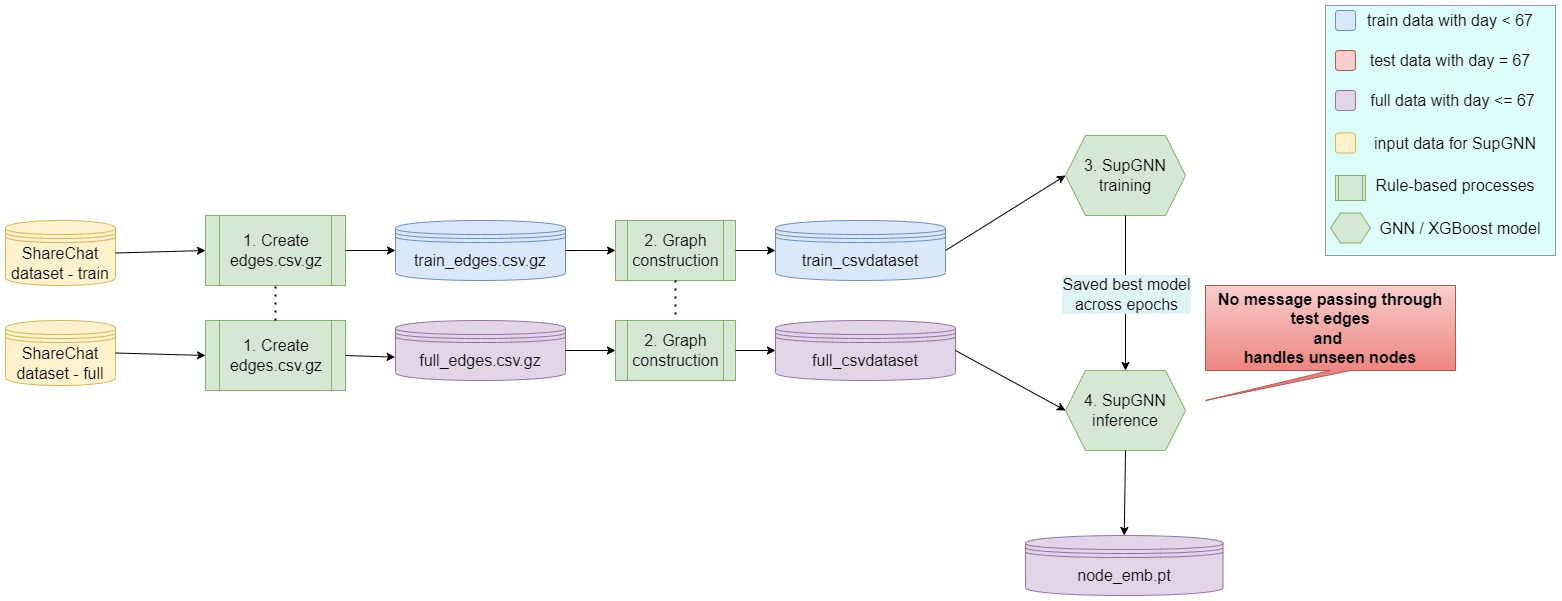 train data with day < 67
test data with day = 67
full data with day <= 67
input data for SupGNN
Rule-based processes
GNN / XGBoost model
ShareChat
dataset - train
1. Create
edges.csv.gz
train_edges.csv.gz
2. Graph
construction
train_csvdataset
3. SupGNN
training
Saved best model
across epochs
No message passing through
test edges
and
handles unseen nodes
ShareChat
dataset - full
1. Create
edges.csv.gz
full_edges.csv.gz
2. Graph
construction
full_csvdataset
4. SupGNN
inference
node_emb.pt